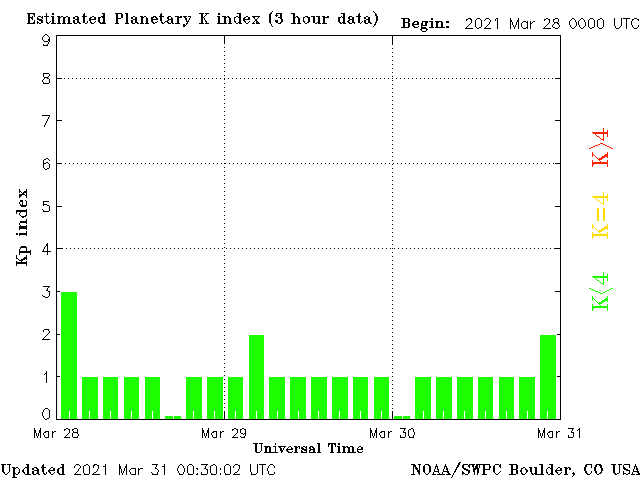 Estimated Planetary K index (3 hour data) Begin: 2021 Mar 28 0000 UTC
9
8
7
6
5
4
3
2
1
0
Kp index
K>4
K=4
K<4
Mar 28 Mar 29 Mar 30 Mar 31
Universal Time
Updated 2021 Mar 31 00:30:02 UTC NOAA/SWPC Boulder, CO USA